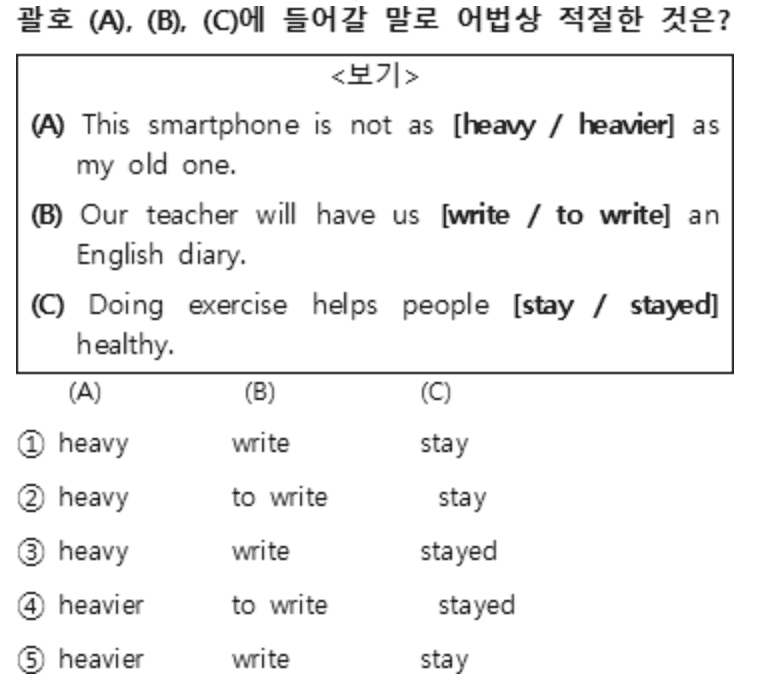 괄호 (A), (B), (C)에 들어갈 말로 어법상 적절한 것은?
<보기>
(A) This smartphone is not as [heavy / heavier] as
my old one.
(B) Our teacher will have us [write / to write] an
English diary.
(C) Doing exercise helps people [stay / stayed]
healthy.
(A) (B) (C)
① heavy write stay
② heavy to write stay
③ heavy write stayed
④ heavier to write stayed
⑤ heavier write stay